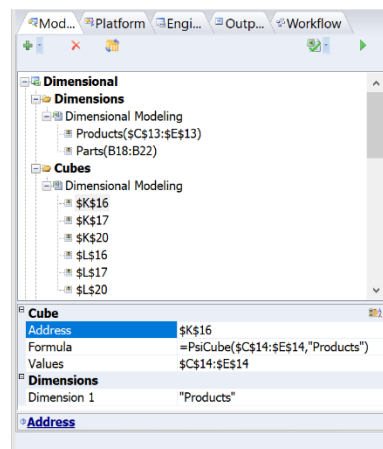 Mod... Platform Engi... Outp... Workflow
Dimensional
Dimensions
Dimensional Modeling
Products($C$13:$E$13)
Parts(B18:B22)
Cubes
Dimensional Modeling
$K$16
$K$17
$K$20
$L$16
$L$17
$L$20
Cube
Address $K$16
Formula =PsiCube($C$14:$E$14,"Products")
Values $C$14:$E$14
Dimensions
Dimension 1 "Products"
Address